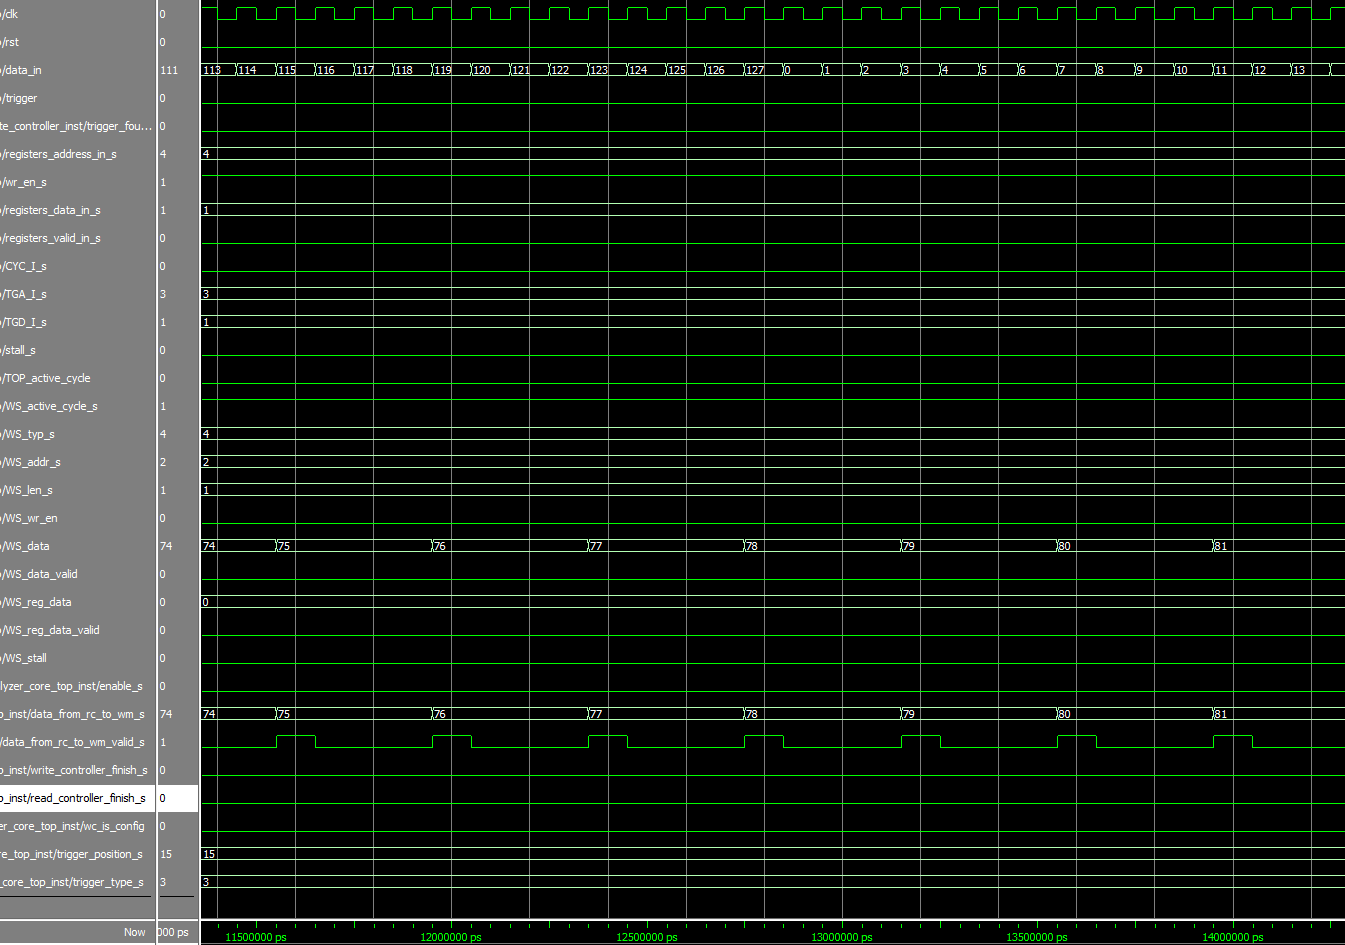 o/clk 0
o/rst 0
o/data_in 111 113 114 115 116 117 118 119 120 121 122 123 124 125 126 127 0 1 2 3 4 5 6 7 8 9 10 11 12 13
o/trigger 0
te_controller_inst/trigger_fou... 0
o/registers_address_in_s 4 4
o/wr_en_s 1
o/registers_data_in_s 1 1
o/registers_valid_in_s 0
o/CYC_I_s 0
o/TGA_I_s 3 3
o/TGD_I_s 1 1
o/stall_s 0
o/TOP_active_cycle 0
o/WS_active_cycle_s 1
o/WS_typ_s 4 4
o/WS_addr_s 2 2
o/WS_len_s 1 1
o/WS_wr_en 0
o/WS_data 74 74 75 76 77 78 79 80 81
o/WS_data_valid 0
o/WS_reg_data 0 0
o/WS_reg_data_valid 0
o/WS_stall 0
lyzer_core_top_inst/enable_s 0
p_inst/data_from_rc_to_wm_s 74 74 75 76 77 78 79 80 81
/data_from_rc_to_wm_valid_s 1
p_inst/write_controller_finish_s 0
p_inst/read_controller_finish_s 0
er_core_top_inst/wc_is_config 0
re_top_inst/trigger_position_s 15 15
_core_top_inst/trigger_type_s 3 3
Now 000 ps 11500000 ps 12000000 ps 12500000 ps 13000000 ps 13500000 ps 14000000 ps